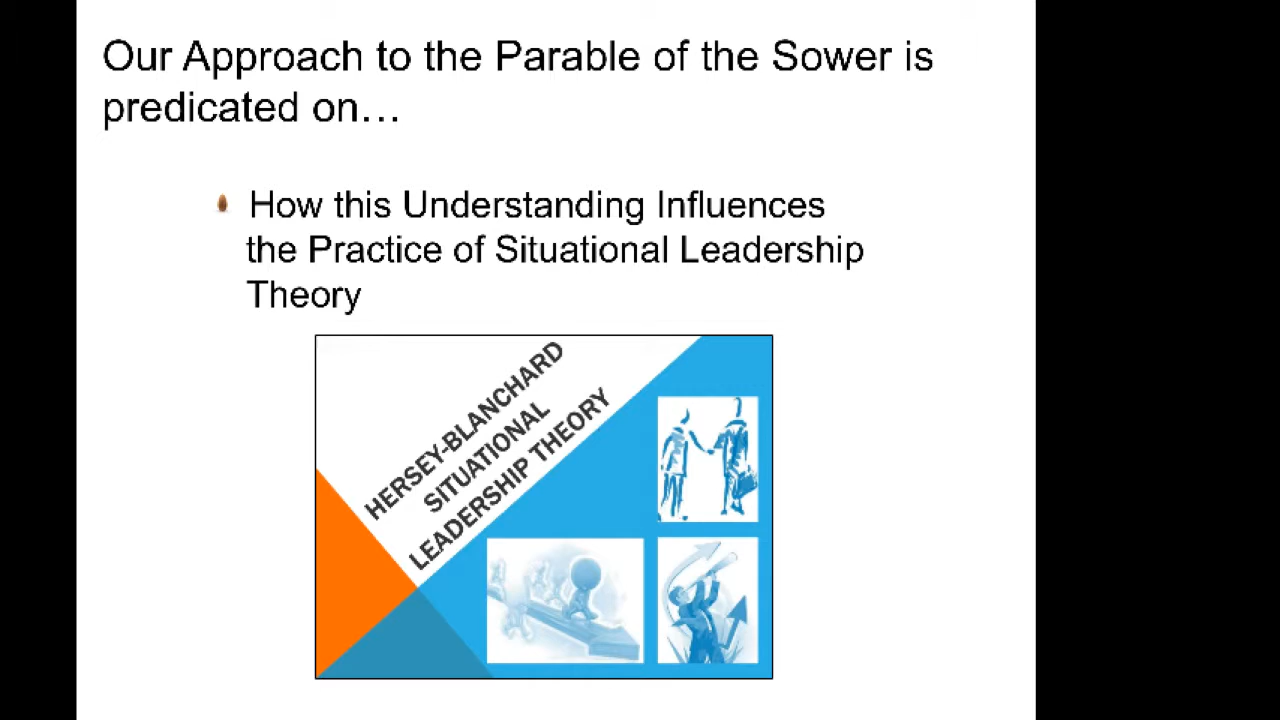 Our Approach to the Parable of the Sower is
predicated on…
How this Understanding Influences
the Practice of Situational Leadership
Theory
HERSEY-BLANCHARD
SITUATIONAL
LEADERSHIP THEORY